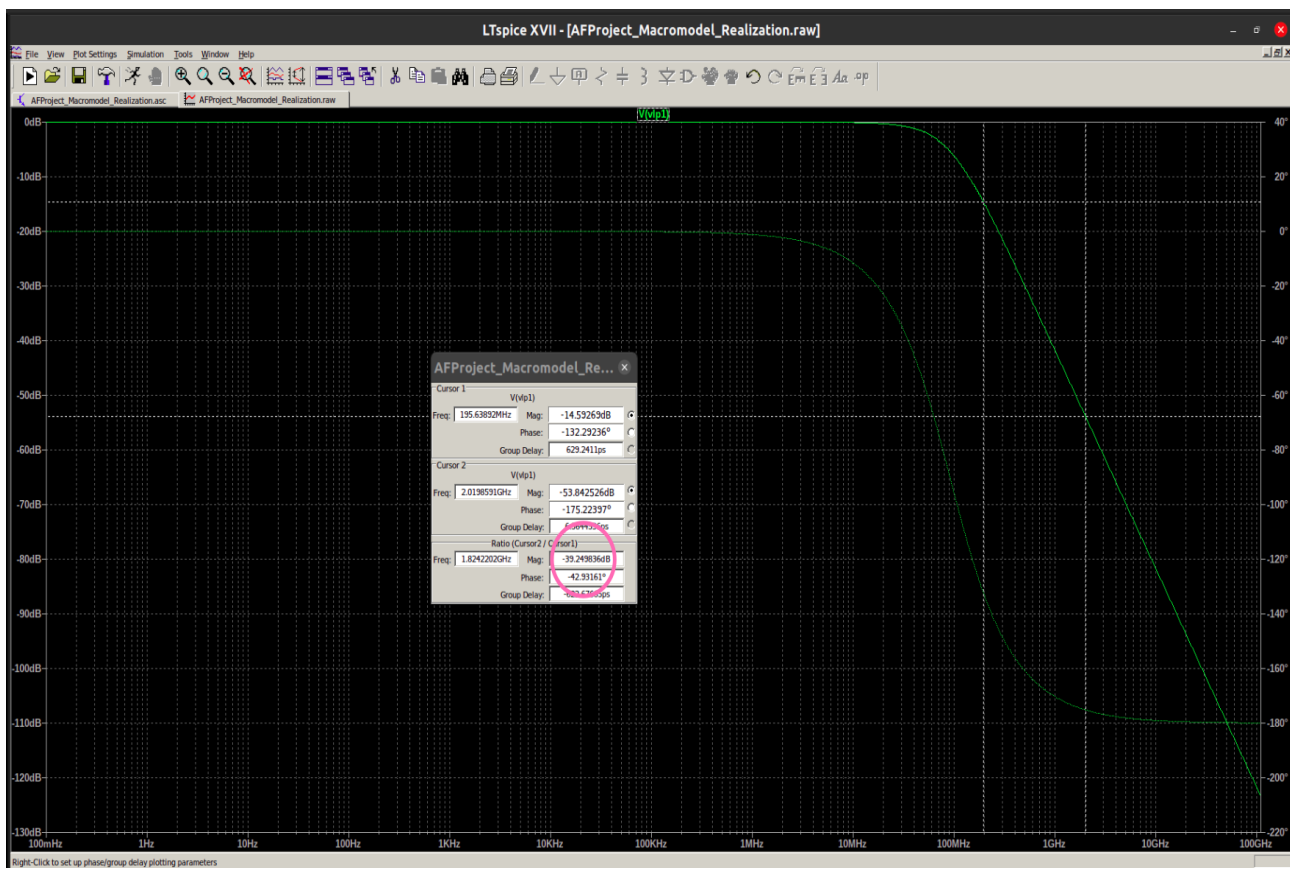 LTspice XVII - [AFProject_Macromodel_Realization.raw]
File View Plot Settings Simulation Tools Window Help
AFProject_Macromodel_Realization.asc AFProject_Macromodel_Realization.raw
V(vlp1)
0dB 40°
-10dB 20°
-20dB 0°
-30dB -20°
-40dB -40°
-50dB -60°
-60dB -80°
-70dB -100°
-80dB -120°
-90dB -140°
-100dB -160°
-110dB -180°
-120dB -200°
-130dB -220°
100mHz 1Hz 10Hz 100Hz 1KHz 10KHz 100KHz 1MHz 10MHz 100MHz 1GHz 10GHz 100GHz
AFProject_Macromodel_Re...
Cursor 1
V(vlp1)
Freq: 195.63892MHz Mag: -14.59269dB
Phase: -132.29236°
Group Delay: 629.2411ps
Cursor 2
V(vlp1)
Freq: 2.0198591GHz Mag: -53.842526dB
Phase: -175.22397°
Group Delay:
Ratio (Cursor2 / Cursor1)
Freq: 1.8242202GHz Mag: -39.249836dB
Phase: -42.93161°
Group Delay:
Right-Click to set up phase/group delay plotting parameters